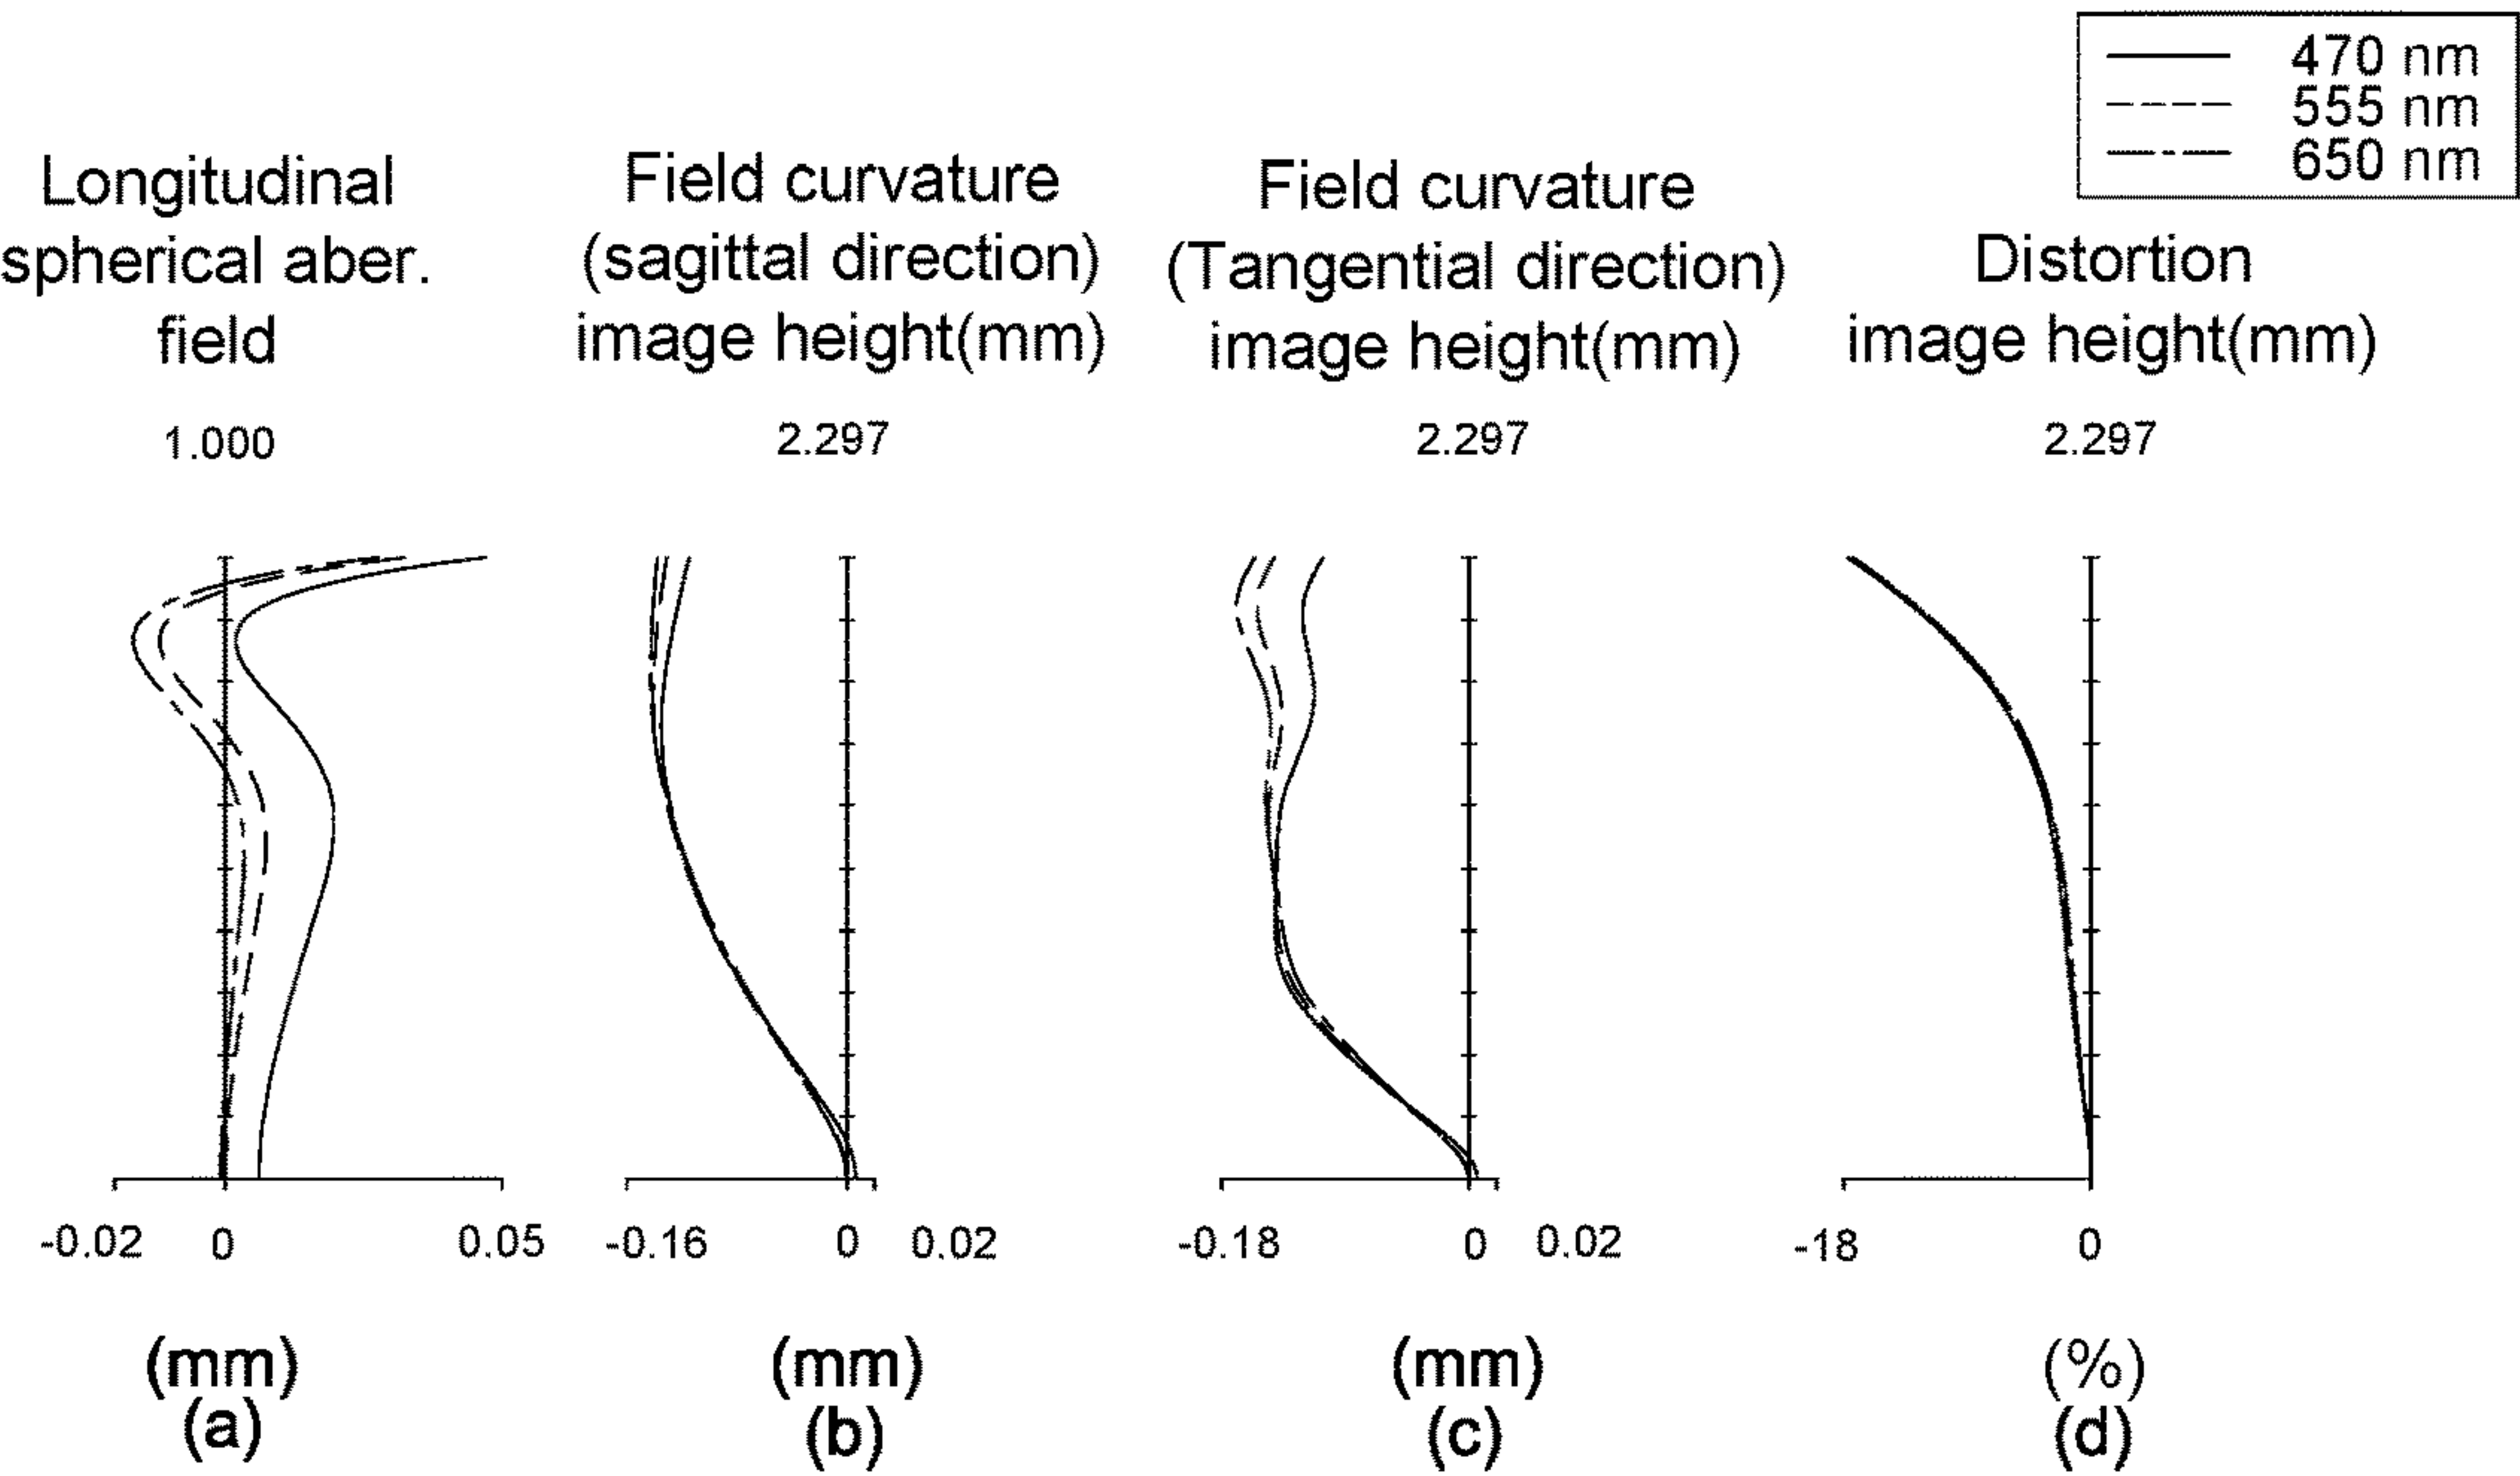 470 nm
555 nm
650 nm
Longitudinal
spherical aber.
field
1.000
Field curvature
(sagittal direction)
image height(mm)
2.297
Field curvature
(Tangential direction)
image height(mm)
2.297
Distortion
image height(mm)
2.297
-0.02 0 0.05
(mm)
(a)
-0.16 0 0.02
(mm)
(b)
-0.18 0 0.02
(mm)
(c)
-18 0
(%)
(d)